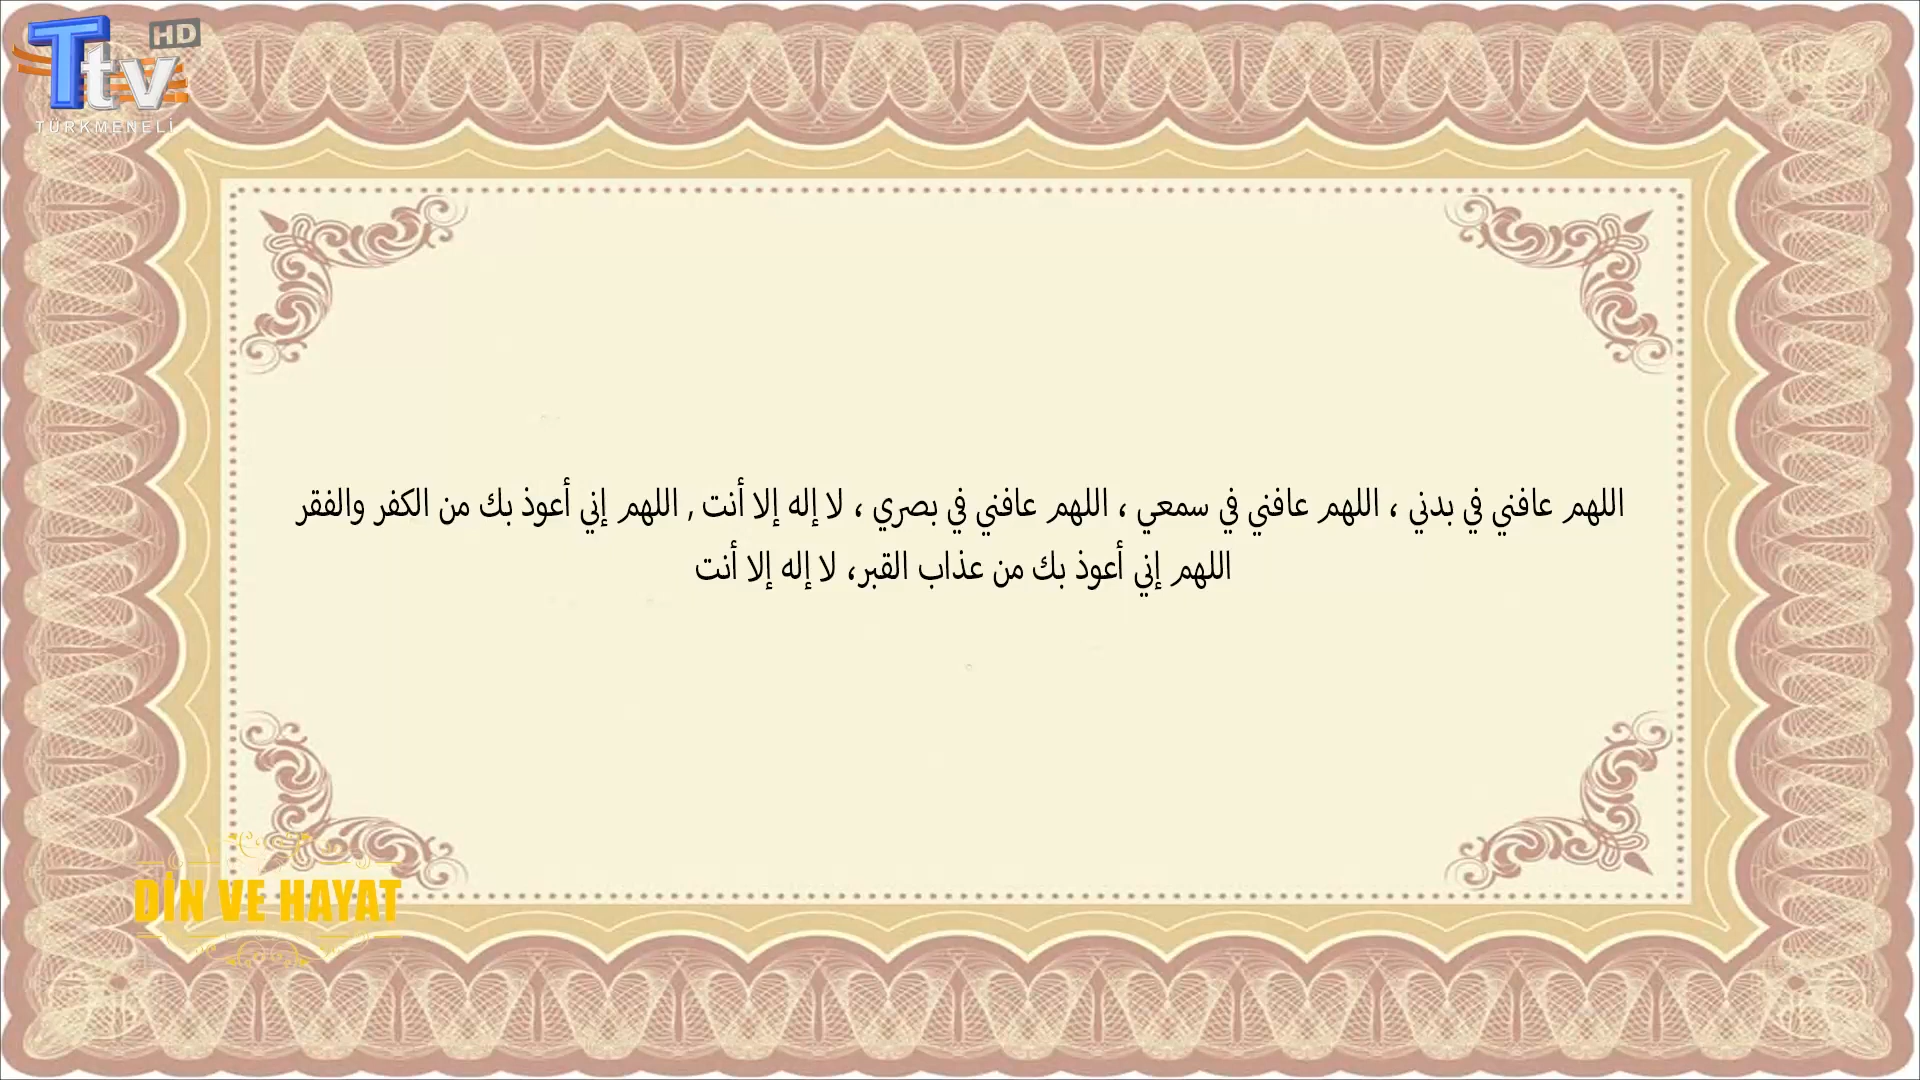 HD
Ttv
TÜRKMENELİ
اللهم عافني في بدني ، اللهم عافني في سمعي ، اللهم عافني في بصري ، لا إله إلا أنت , اللهم إني أعوذ بك من الكفر والفقر
اللهم إني أعوذ بك من عذاب القبر، لا إله إلا أنت
DİN VE HAYAT